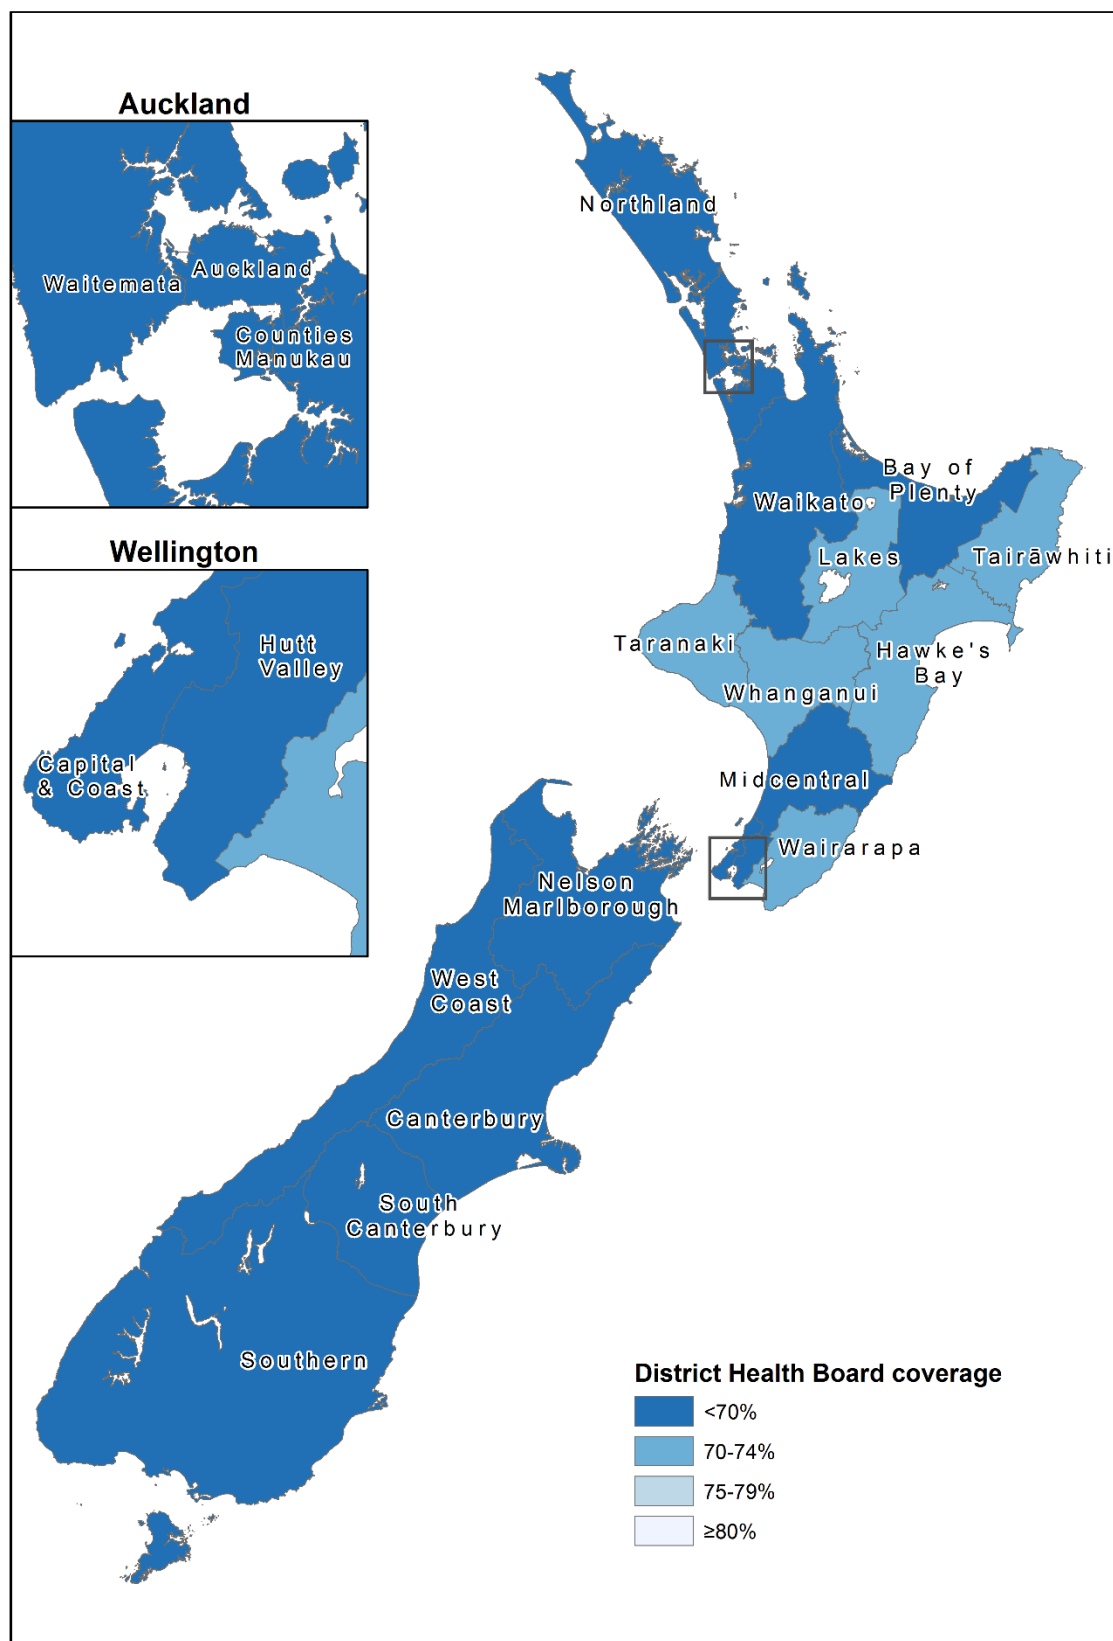 Auckland
Waitemata
Auckland
Counties
Manukau
Wellington
Hutt
Valley
Capital
& Coast
Northland
Bay of
Plenty
Waikato
Lakes
Tairāwhiti
Taranaki
Hawke's
Bay
Whanganui
Midcentral
Wairarapa
Nelson
Marlborough
West
Coast
Canterbury
South
Canterbury
Southern
District Health Board coverage
<70%
70-74%
75-79%
≥80%